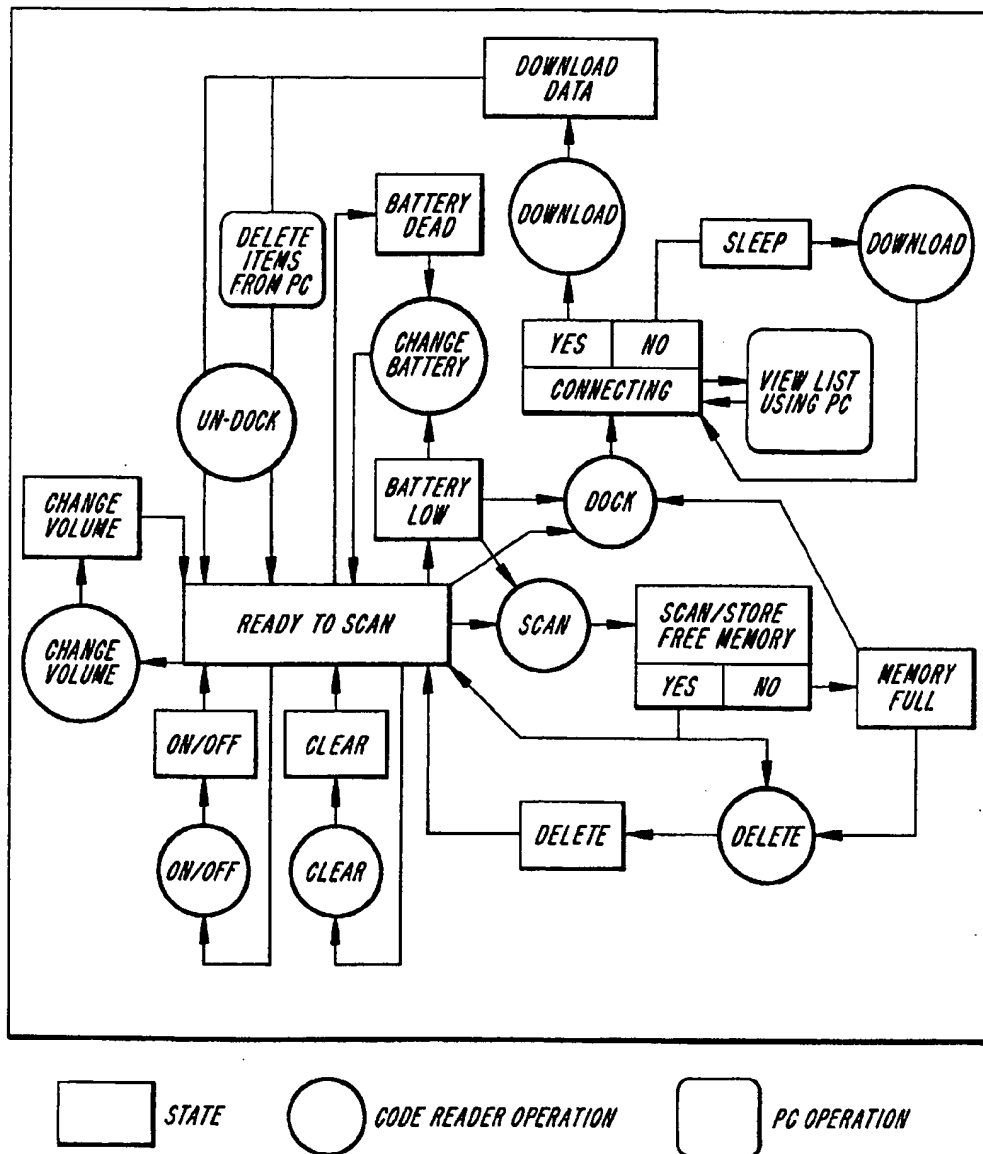 DOWNLOAD
DATA
BATTERY
DEAD
DOWNLOAD
DELETE
ITEMS
FROM PC
SLEEP
DOWNLOAD
CHANGE
BATTERY
YES
NO
CONNECTING
VIEW LIST
USING PC
UN-DOCK
CHANGE
VOLUME
BATTERY
LOW
DOCK
READY TO SCAN
SCAN
SCAN/STORE
FREE MEMORY
YES
NO
MEMORY
FULL
CHANGE
VOLUME
ON/OFF
CLEAR
DELETE
DELETE
ON/OFF
CLEAR
STATE
CODE READER OPERATION
PC OPERATION